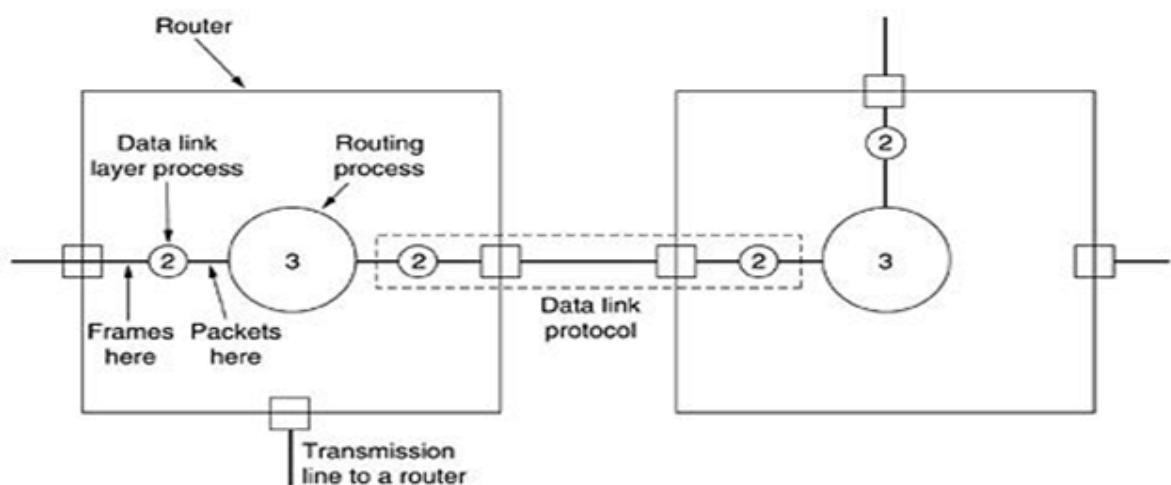 Router
Data link
layer process
Routing
process
2
2
3
2
2
3
Frames
here
Packets
here
Data link
protocol
Transmission
line to a router